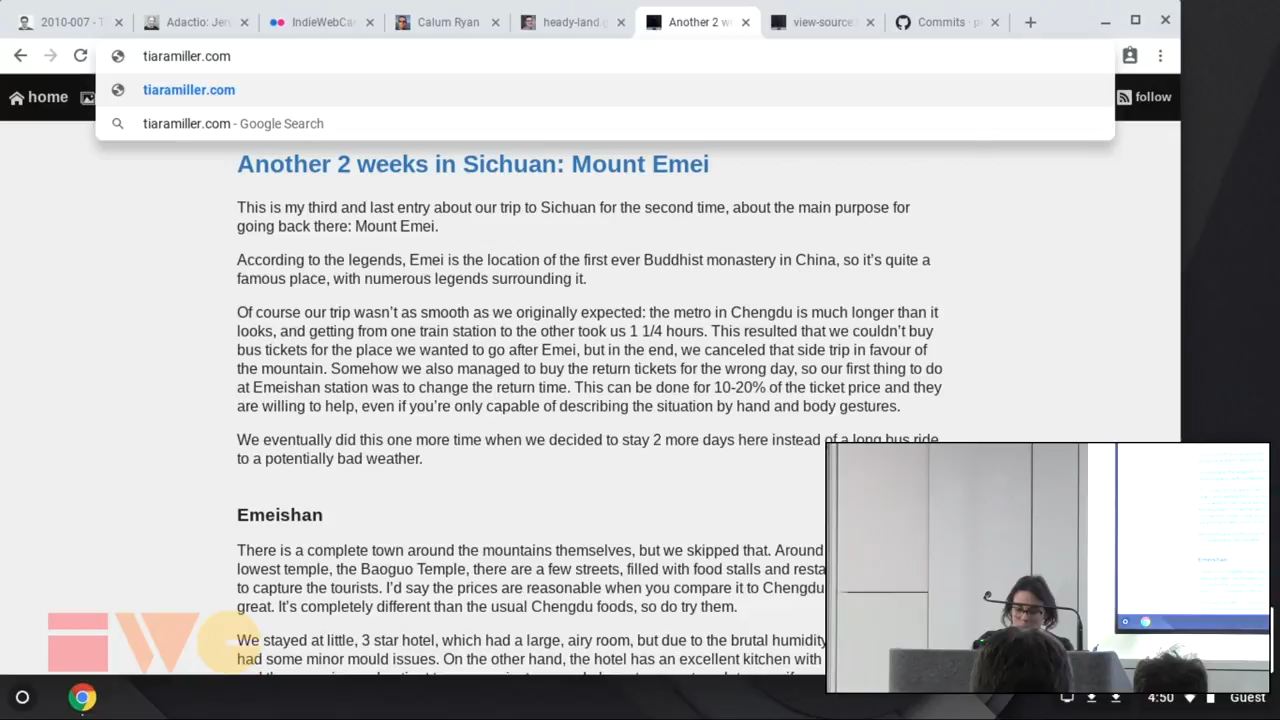 2010-007 - T
Adactio: Jer
IndieWebCa
Calum Ryan
heady-land.g
Another 2 w
view-source:
Commits · p
tiaramiller.com
tiaramiller.com
tiaramiller.com - Google Search
home
follow
Another 2 weeks in Sichuan: Mount Emei
This is my third and last entry about our trip to Sichuan for the second time, about the main purpose for
going back there: Mount Emei.
According to the legends, Emei is the location of the first ever Buddhist monastery in China, so it’s quite a
famous place, with numerous legends surrounding it.
Of course our trip wasn’t as smooth as we originally expected: the metro in Chengdu is much longer than it
looks, and getting from one train station to the other took us 1 1/4 hours. This resulted that we couldn’t buy
bus tickets for the place we wanted to go after Emei, but in the end, we canceled that side trip in favour of
the mountain. Somehow we also managed to buy the return tickets for the wrong day, so our first thing to do
at Emeishan station was to change the return time. This can be done for 10-20% of the ticket price and they
are willing to help, even if you’re only capable of describing the situation by hand and body gestures.
We eventually did this one more time when we decided to stay 2 more days here instead of a long bus ride
to a potentially bad weather.
Emeishan
There is a complete town around the mountains themselves, but we skipped that. Around
lowest temple, the Baoguo Temple, there are a few streets, filled with food stalls and resta
to capture the tourists. I’d say the prices are reasonable when you compare it to Chengdu
great. It’s completely different than the usual Chengdu foods, so do try them.
We stayed at little, 3 star hotel, which had a large, airy room, but due to the brutal humidity
had some minor mould issues. On the other hand, the hotel has an excellent kitchen with
iwc
4:50
Guest